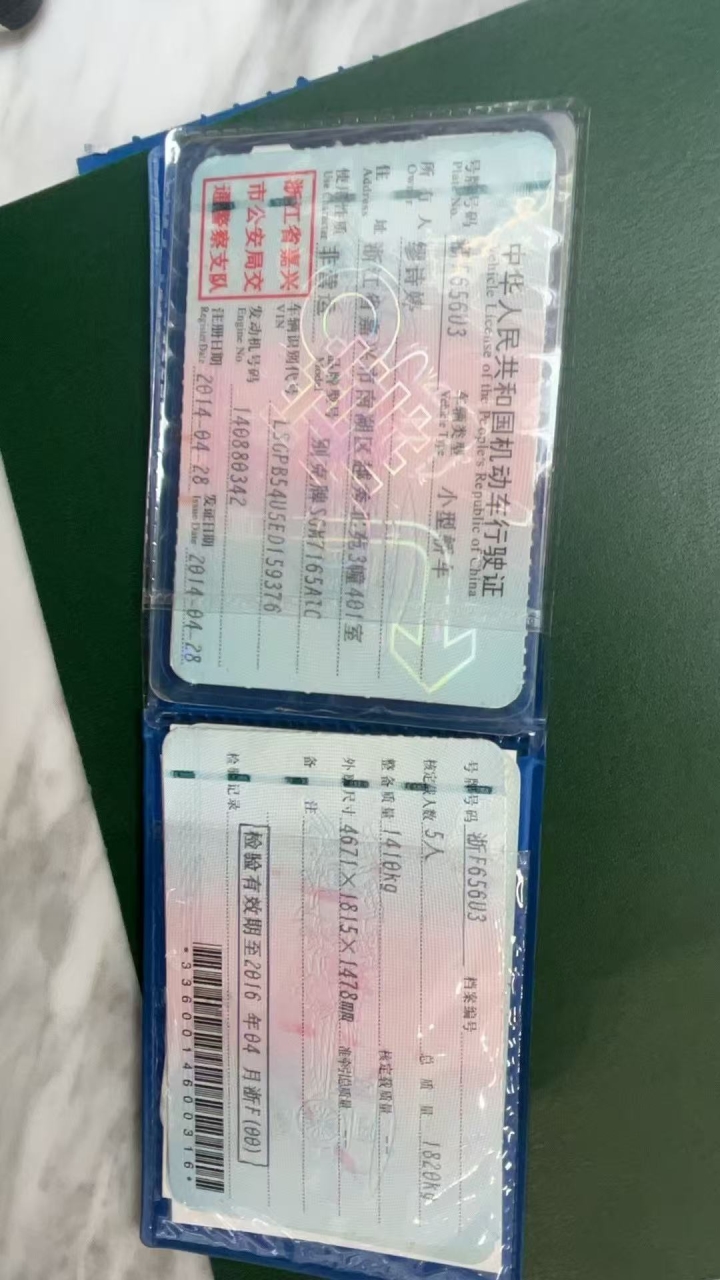 中华人民共和国机动车行驶证
Vehicle License of the People's Republic of China
号牌号码 浙F656U3 车辆类型 小型轿车
Plate No. Vehicle Type
所有人 缪诗婷
Owner
住址 浙江省嘉兴市南湖区 北苑3幢401室
Address
使用性质 非营运 品牌型号 别克牌SGM7165ATC
Use Character Model
浙江省嘉兴
市公安局交
通警察支队
车辆识别代号 LSGPB54U5ED159376
VIN
发动机号码 140880342
Engine No.
注册日期 2014-04-28 发证日期 2014-04-28
Register Date Issue Date
号牌号码 浙F656U3 档案编号
核定载人数 5人 总质量 1820kg
整备质量 1410kg 核定载质量 --
外廓尺寸 4671×1815×1478mm 准牵引总质量 --
备注
检验记录
检验有效期至2016年04月浙F(00)
*3360014600316*